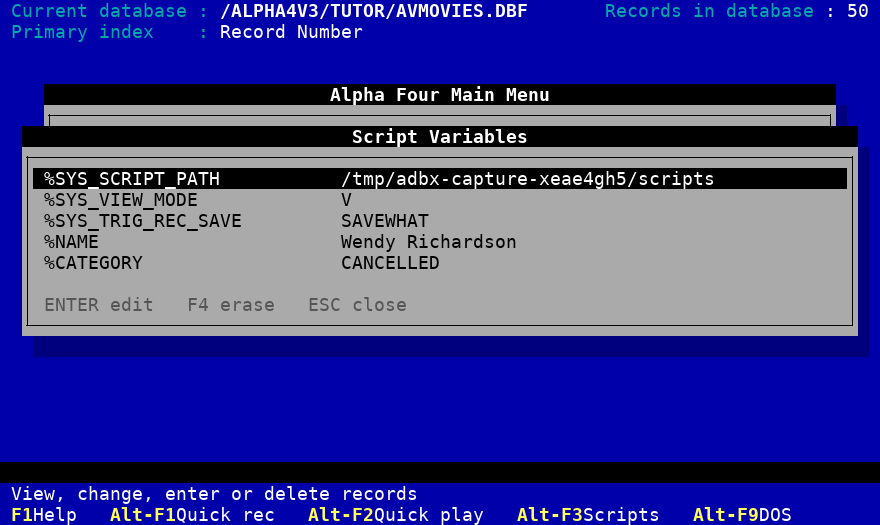 Current database : /ALPHA4V3/TUTOR/AVMOVIES.DBF Records in database : 50
Primary index : Record Number
Alpha Four Main Menu
Script Variables
%SYS_SCRIPT_PATH /tmp/adbx-capture-xeae4gh5/scripts
%SYS_VIEW_MODE V
%SYS_TRIG_REC_SAVE SAVEWHAT
%NAME Wendy Richardson
%CATEGORY CANCELLED
ENTER edit F4 erase ESC close
View, change, enter or delete records
F1Help Alt-F1Quick rec Alt-F2Quick play Alt-F3Scripts Alt-F9DOS